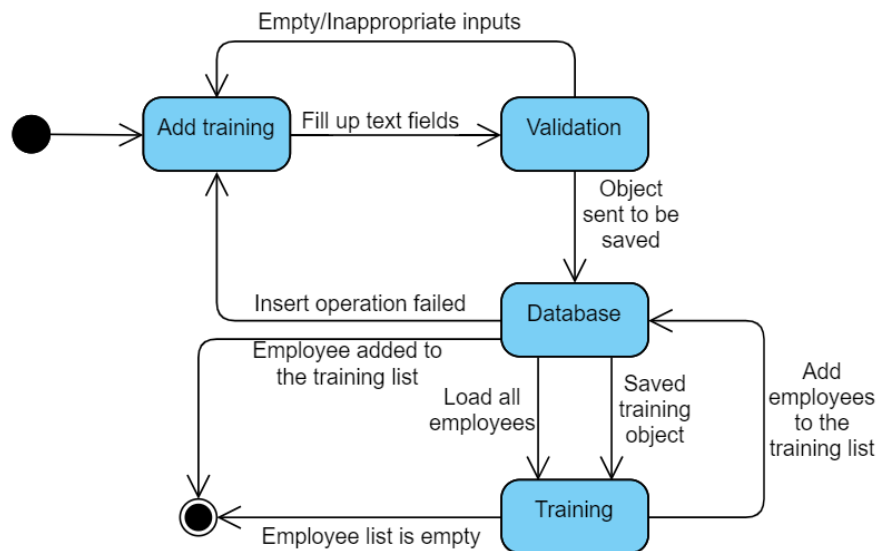 Empty/Inappropriate inputs
Add training
Fill up text fields
Validation
Object
sent to be
saved
Insert operation failed
Database
Employee added to
the training list
Load all
employees
Saved
training
object
Add
employees
to the
training list
Training
Employee list is empty